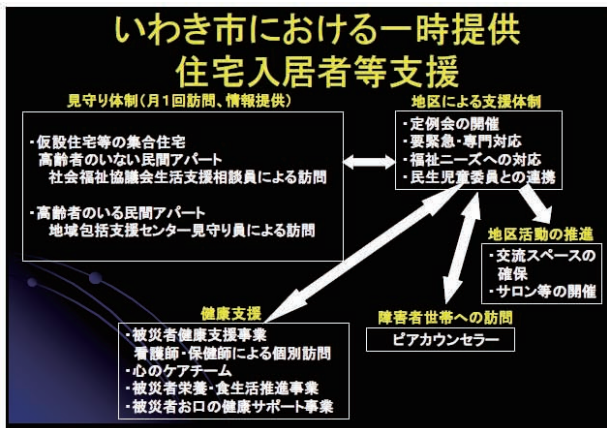 いわき市における一時提供
住宅入居者等支援
見守り体制(月1回訪問、情報提供)
・仮設住宅等の集合住宅
高齢者のいない民間アパート
社会福祉協議会生活支援相談員による訪問
・高齢者のいる民間アパート
地域包括支援センター見守り員による訪問
地区による支援体制
・定例会の開催
・要緊急・専門対応
・福祉ニーズへの対応
・民生児童委員との連携
地区活動の推進
・交流スペースの
確保
・サロン等の開催
健康支援
・被災者健康支援事業
看護師・保健師による個別訪問
・心のケアチーム
・被災者栄養・食生活推進事業
・被災者お口の健康サポート事業
障害者世帯への訪問
ピアカウンセラー